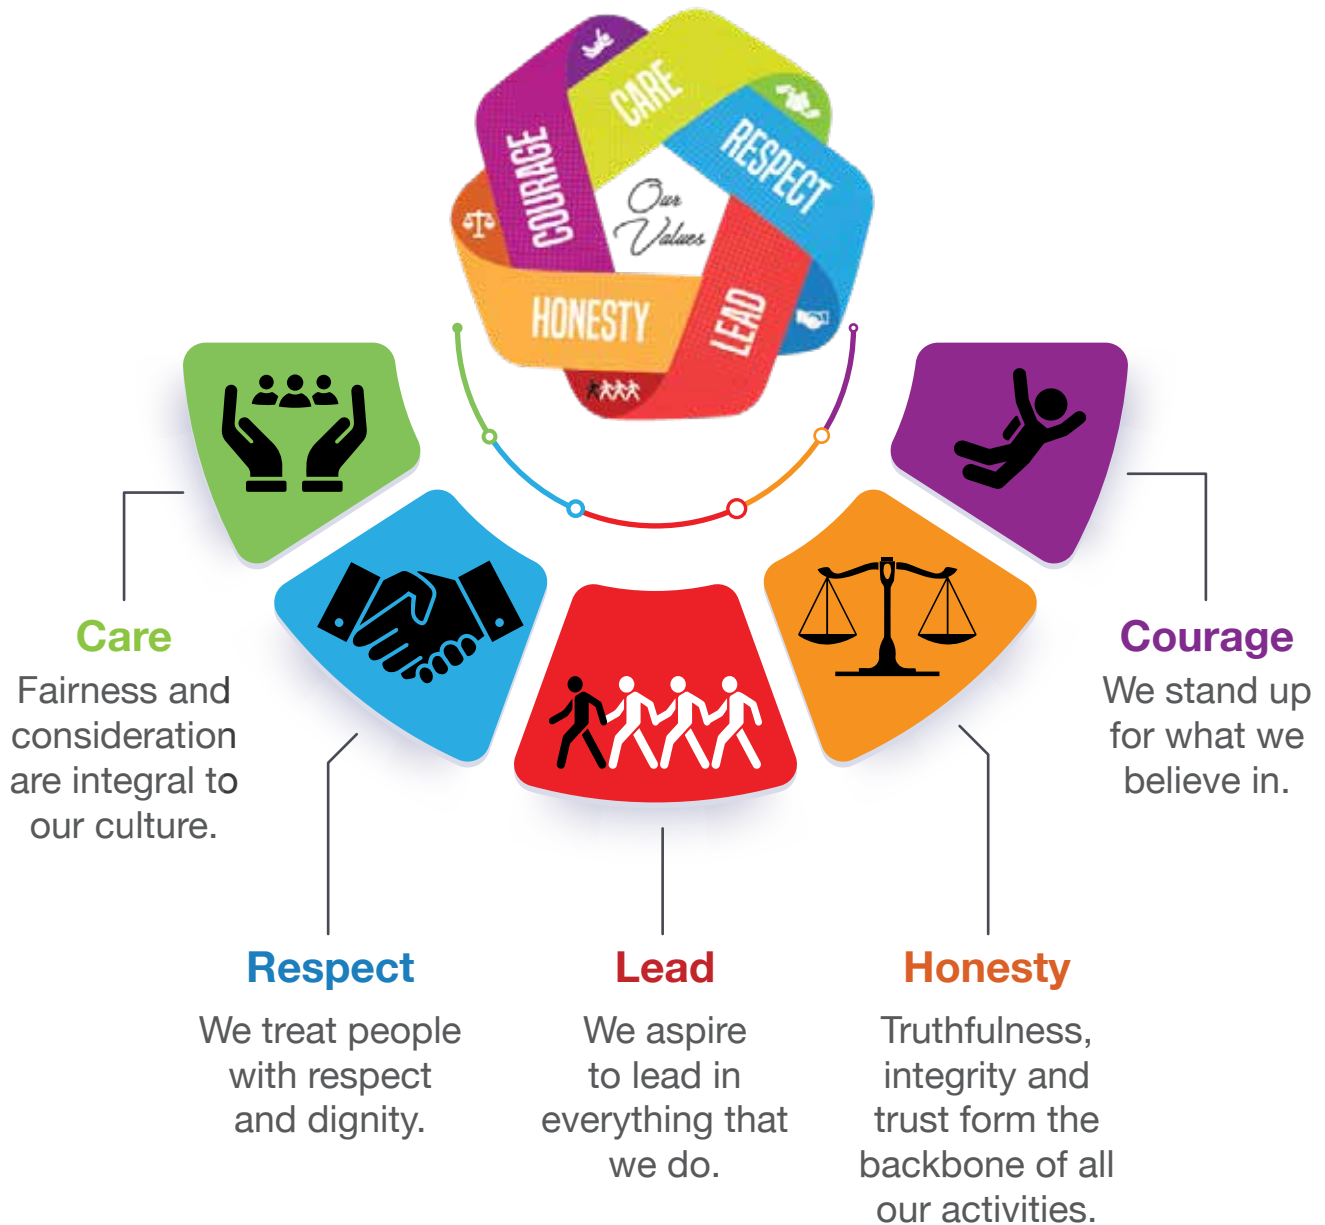 CARE
RESPECT
COURAGE
Our
Values
HONESTY
LEAD
Care
Fairness and
consideration
are integral to
our culture.
Respect
We treat people
with respect
and dignity.
Lead
We aspire
to lead in
everything that
we do.
Honesty
Truthfulness,
integrity and
trust form the
backbone of all
our activities.
Courage
We stand up
for what we
believe in.